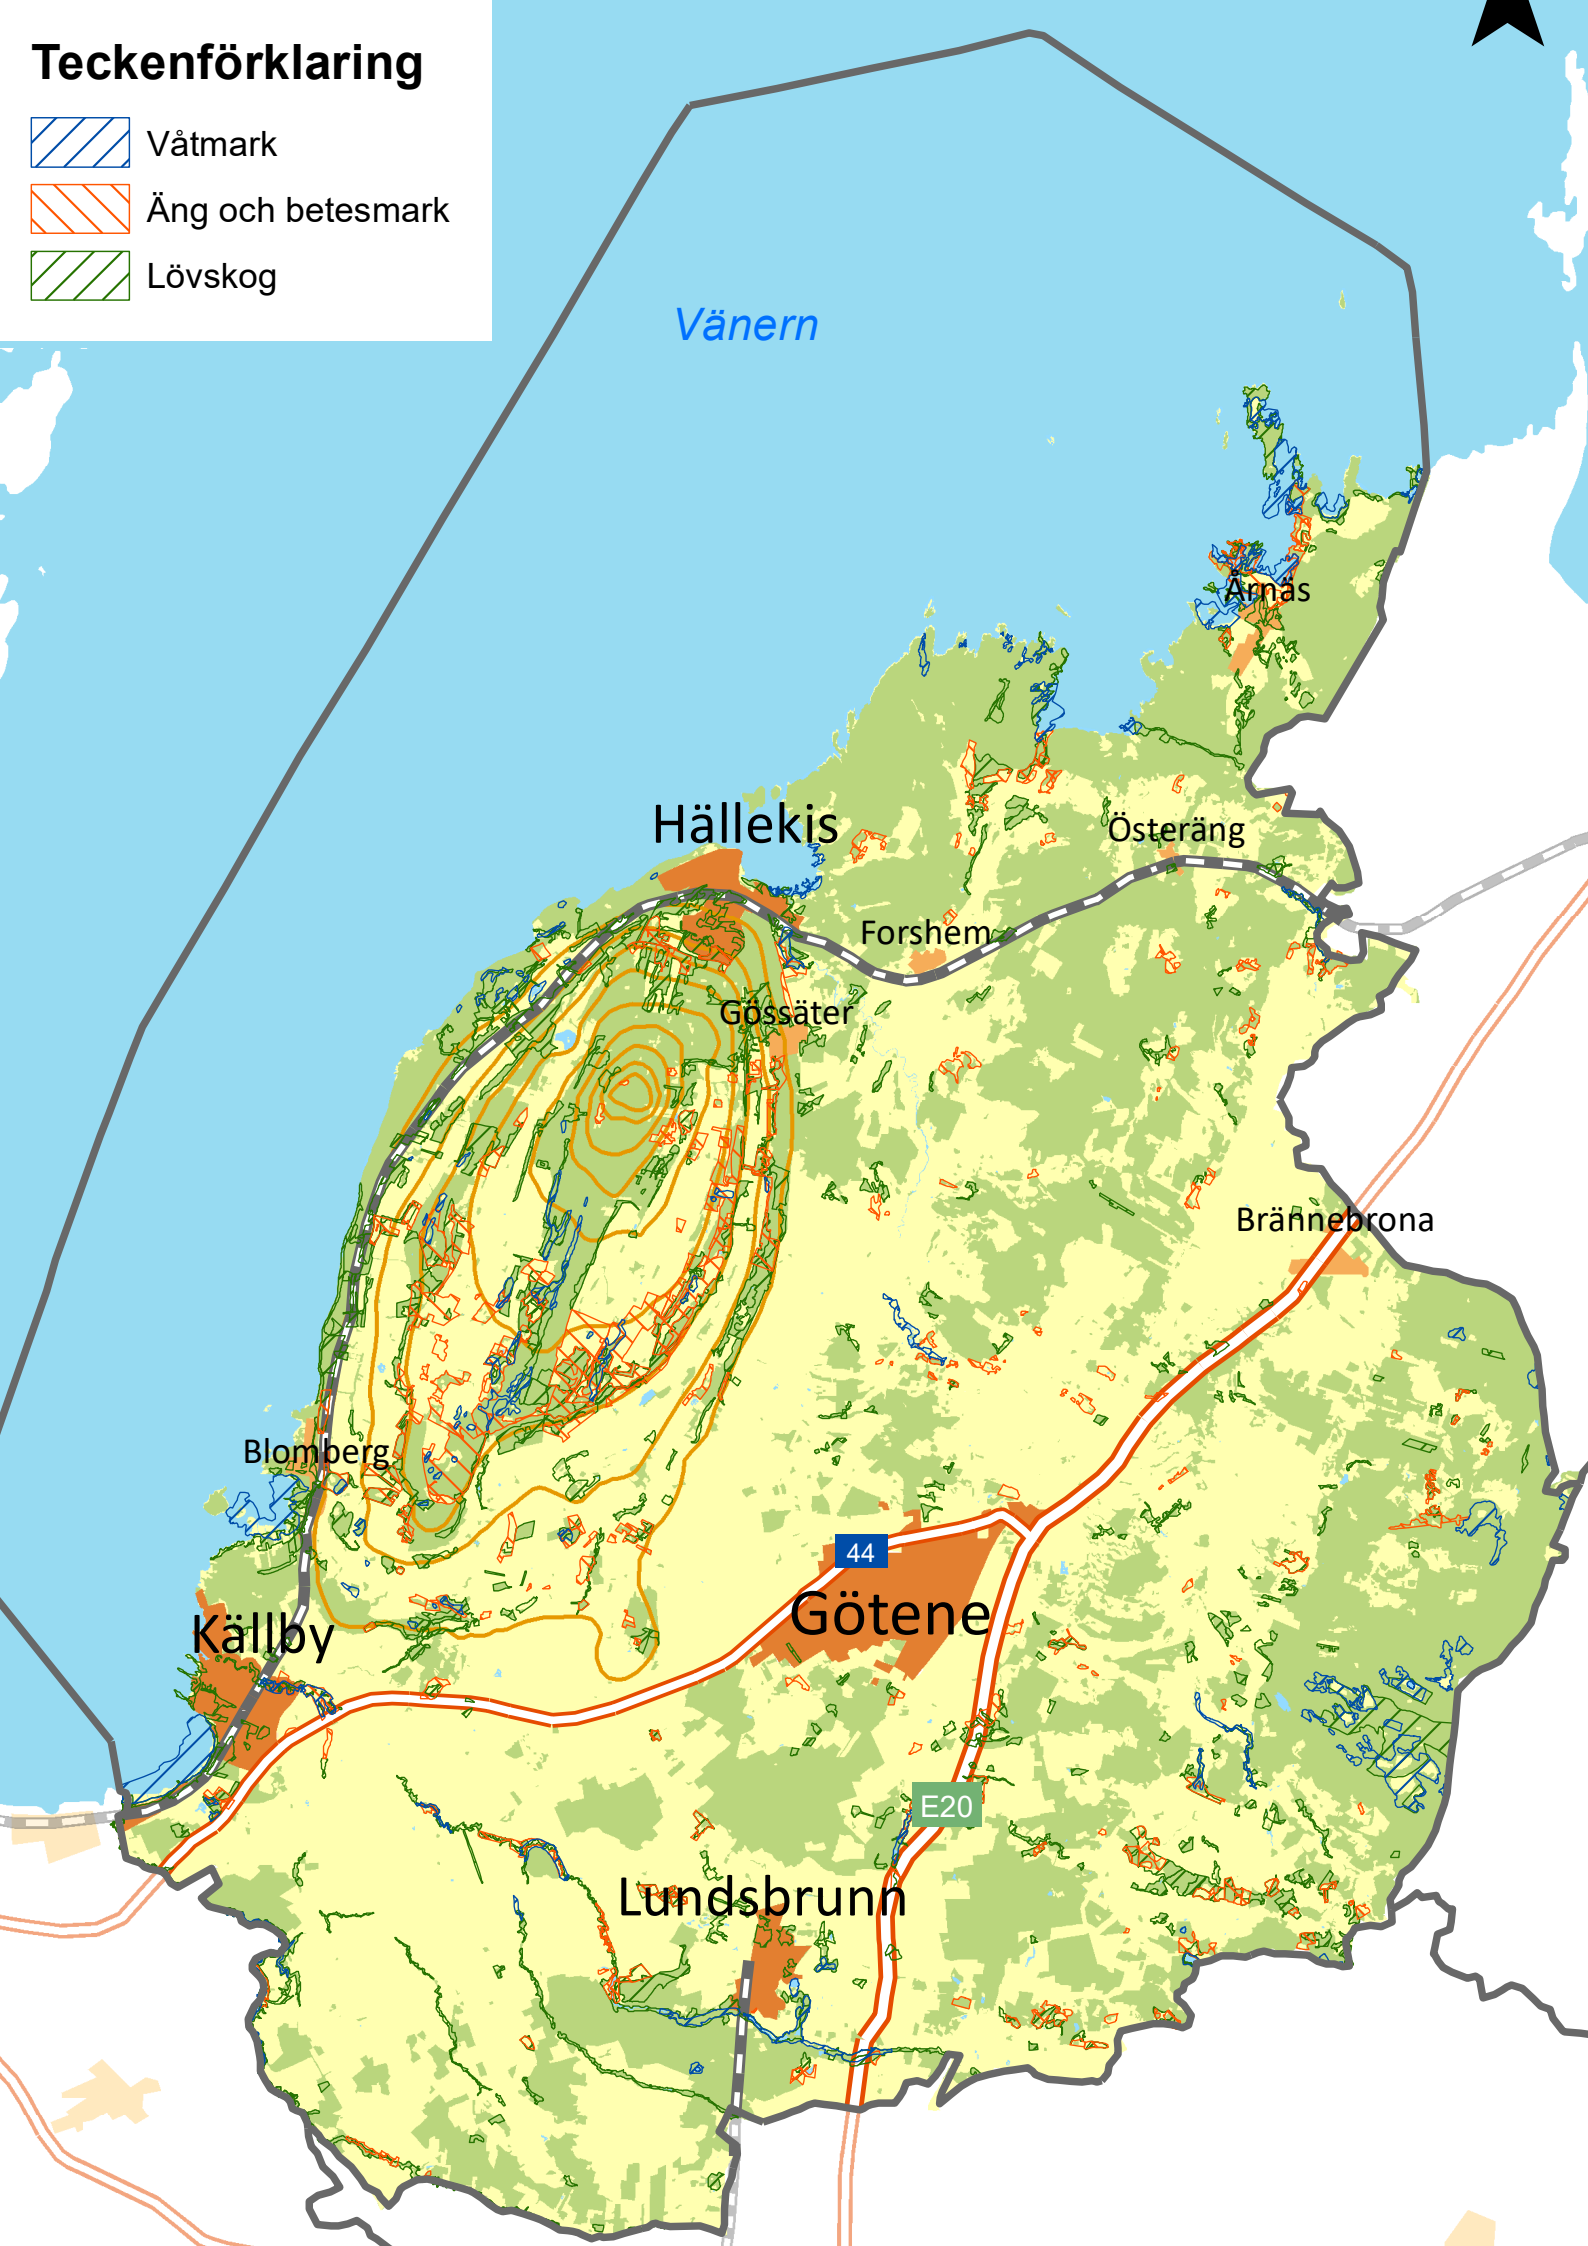 Teckenförklaring
Våtmark
Äng och betesmark
Lövskog
Vänern
Årnäs
Hällekis
Österäng
Forshem
Gössäter
Brännebrona
Blomberg
44
Götene
Källby
E20
Lundsbrunn